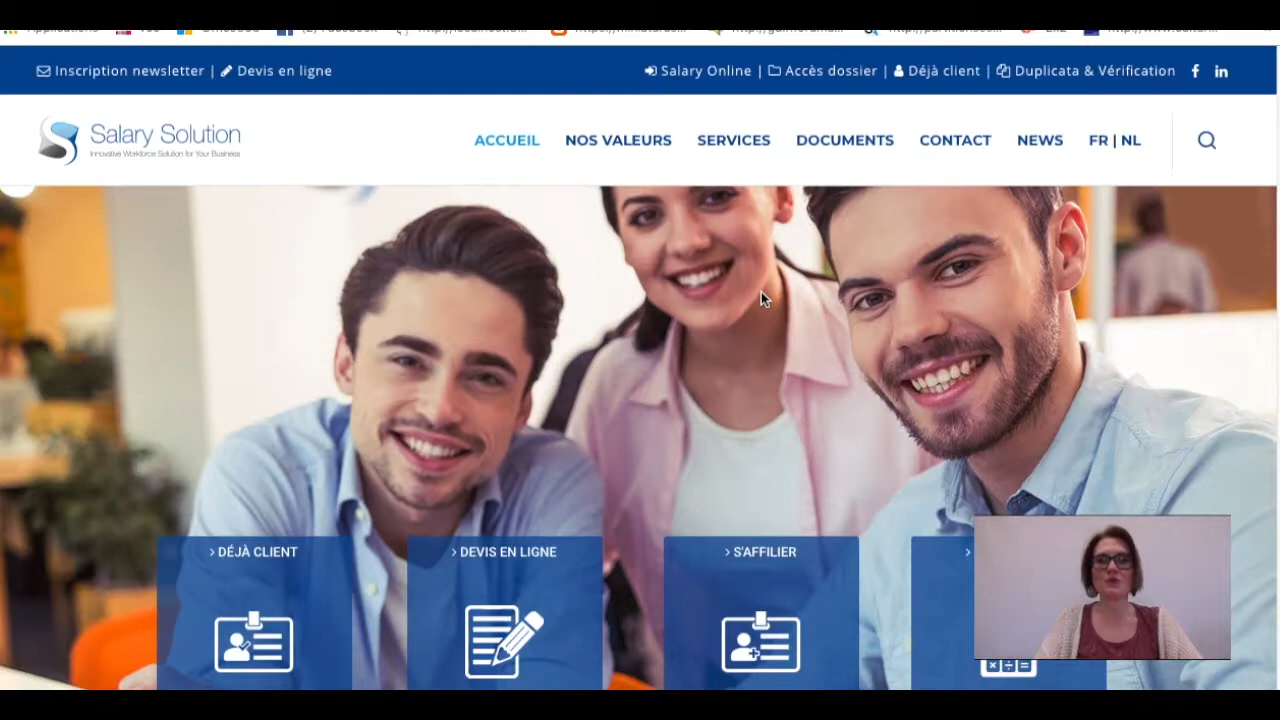 Inscription newsletter | Devis en ligne
Salary Online | Accès dossier | Déjà client | Duplicata & Vérification
Salary Solution
Innovative Workforce Solution for Your Business
ACCUEIL NOS VALEURS SERVICES DOCUMENTS CONTACT NEWS FR | NL
> DÉJÀ CLIENT
> DEVIS EN LIGNE
> S'AFFILIER
>